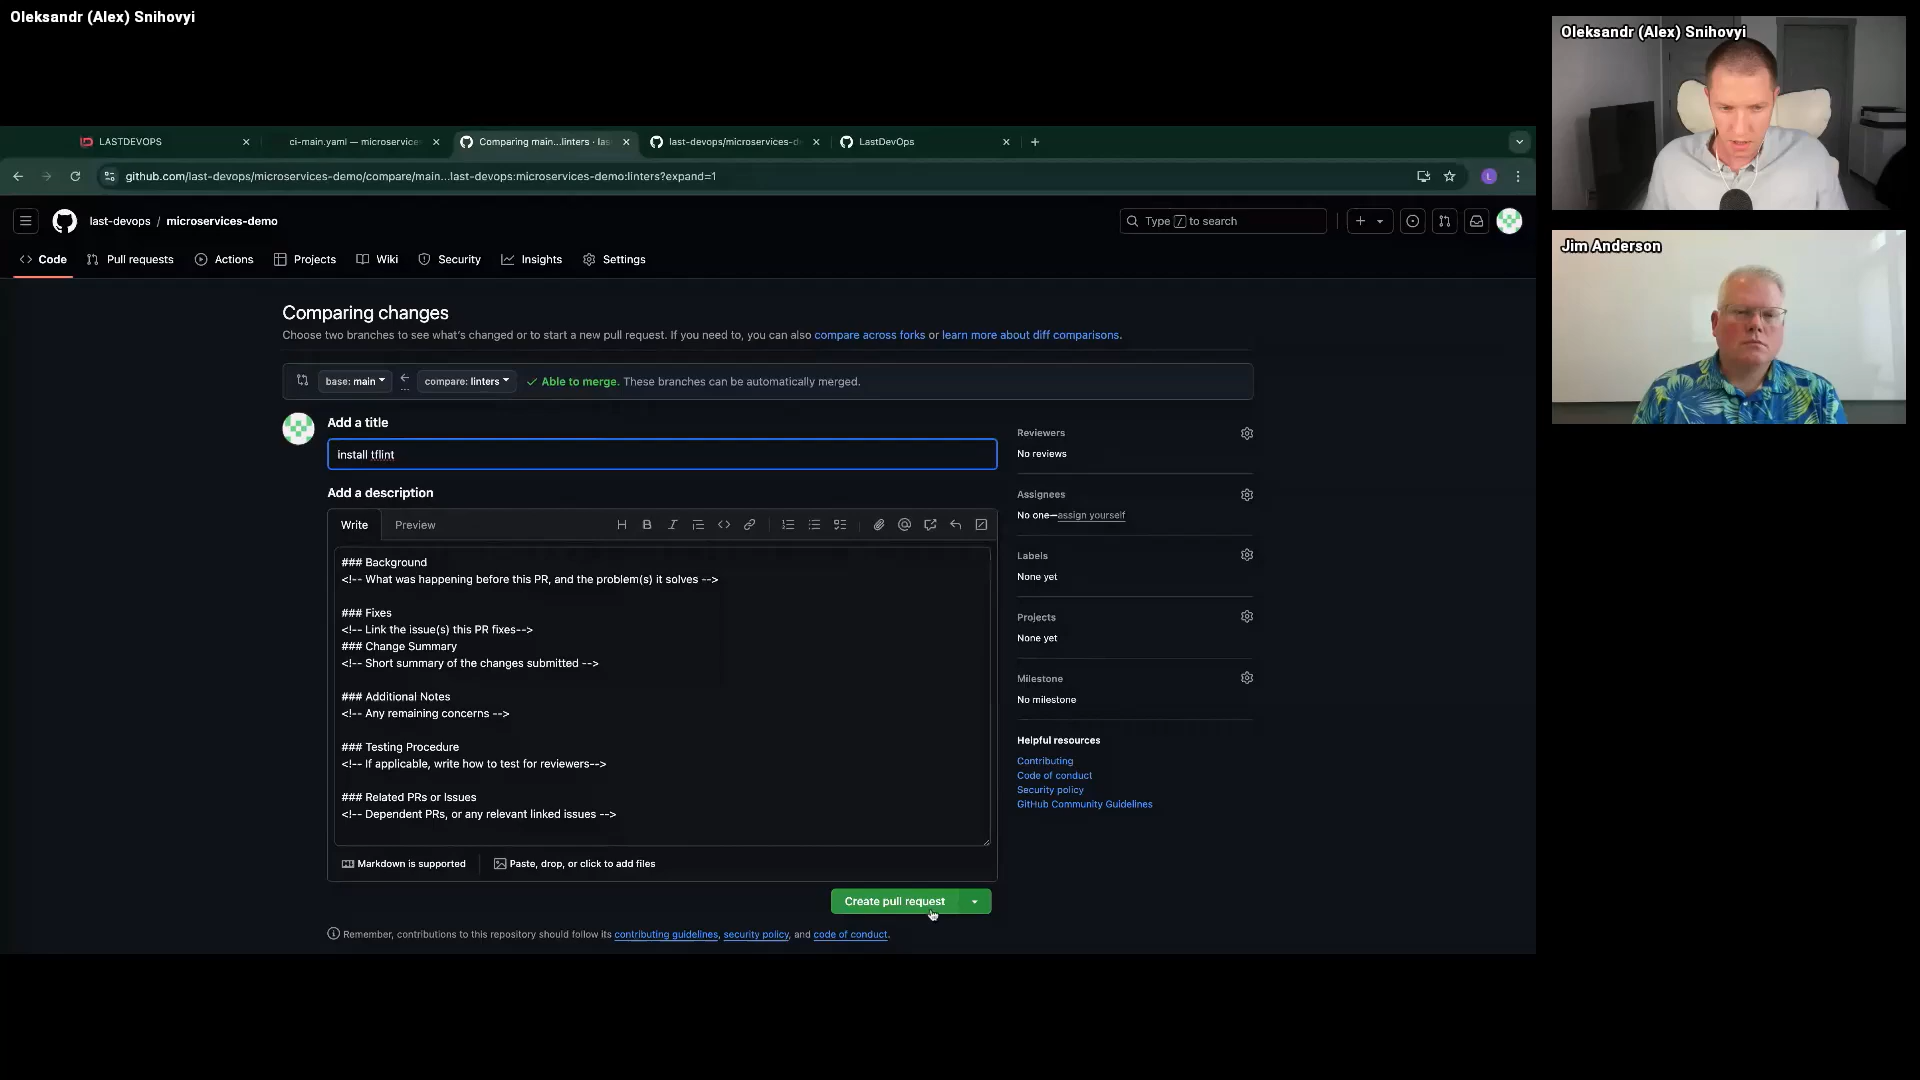 Oleksandr (Alex) Snihovyi
Oleksandr (Alex) Snihovyi
Jim Anderson
LASTDEVOPS
ci-main.yaml — microservice
Comparing main...linters · las
last-devops/microservices-d
LastDevOps
github.com/last-devops/microservices-demo/compare/main...last-devops:microservices-demo:linters?expand=1
L
last-devops / microservices-demo
Type / to search
Code
Pull requests
Actions
Projects
Wiki
Security
Insights
Settings
Comparing changes
Choose two branches to see what's changed or to start a new pull request. If you need to, you can also compare across forks or learn more about diff comparisons.
base: main
compare: linters
Able to merge. These branches can be automatically merged.
Add a title
install tflint
Add a description
Write
Preview
### Background
<!-- What was happening before this PR, and the problem(s) it solves -->
### Fixes
<!-- Link the issue(s) this PR fixes-->
### Change Summary
<!-- Short summary of the changes submitted -->
### Additional Notes
<!-- Any remaining concerns -->
### Testing Procedure
<!-- If applicable, write how to test for reviewers-->
### Related PRs or Issues
<!-- Dependent PRs, or any relevant linked issues -->
Markdown is supported
Paste, drop, or click to add files
Create pull request
Remember, contributions to this repository should follow its contributing guidelines, security policy, and code of conduct.
Reviewers
No reviews
Assignees
No one—assign yourself
Labels
None yet
Projects
None yet
Milestone
No milestone
Helpful resources
Contributing
Code of conduct
Security policy
GitHub Community Guidelines